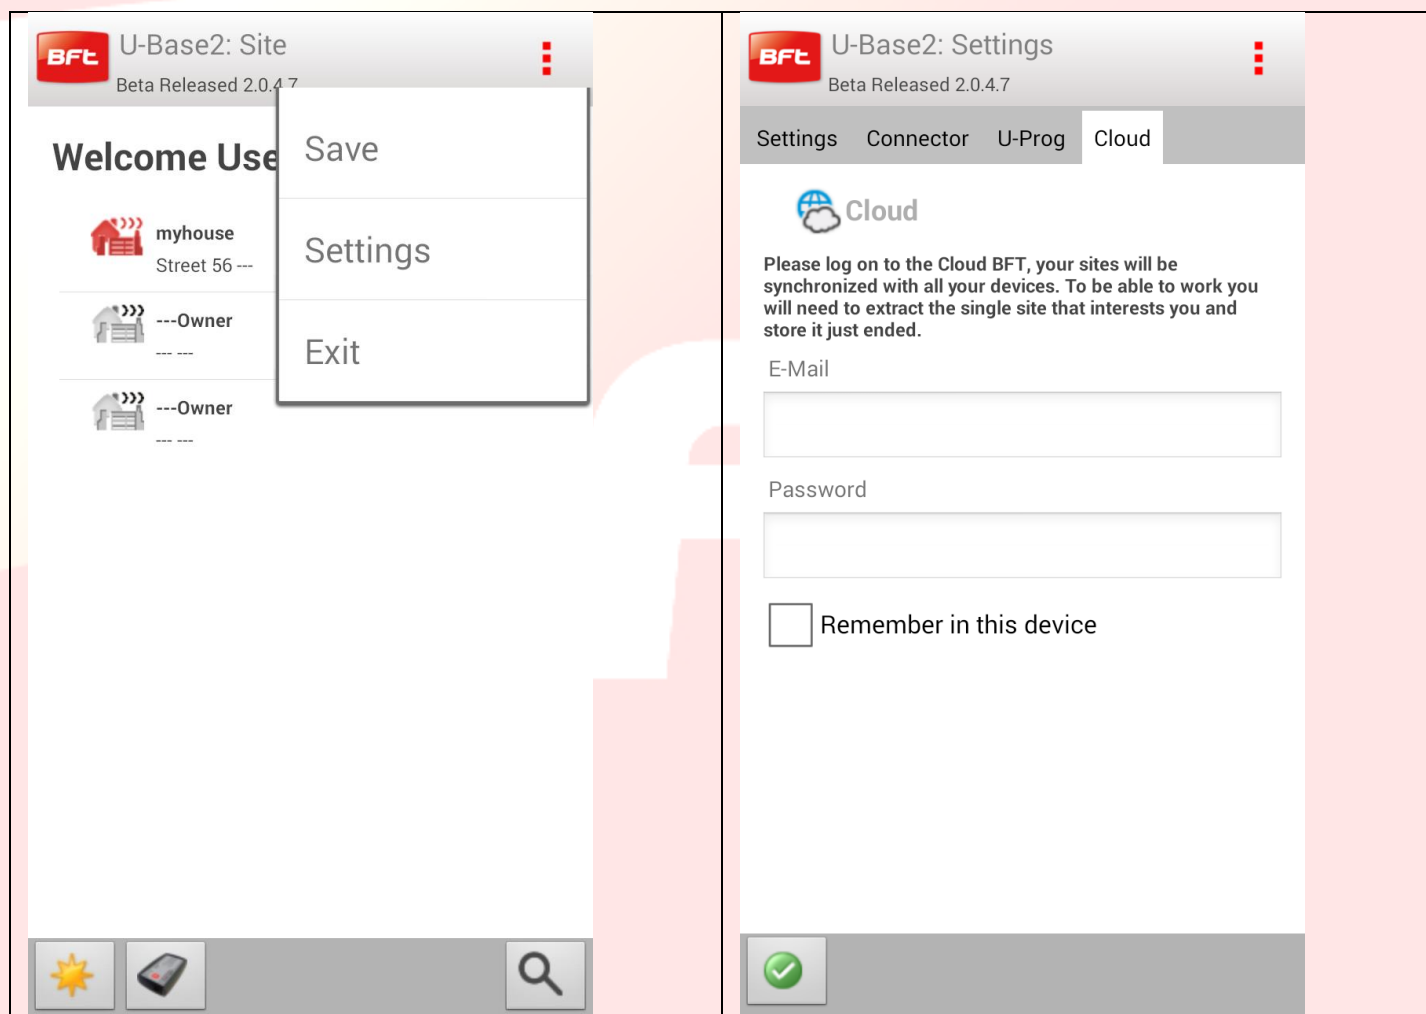 BFt
U-Base2: Site
Beta Released 2.0.4.7
Welcome Use
Save
Settings
Exit
myhouse
Street 56 ---
---Owner
--- ---
---Owner
--- ---
BFt
U-Base2: Settings
Beta Released 2.0.4.7
Settings Connector U-Prog Cloud
Cloud
Please log on to the Cloud BFT, your sites will be
synchronized with all your devices. To be able to work you
will need to extract the single site that interests you and
store it just ended.
E-Mail
Password
Remember in this device